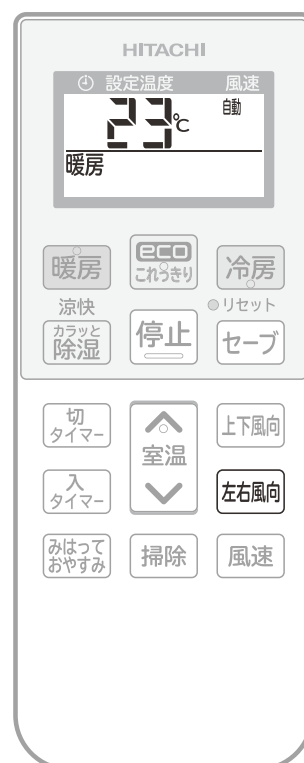 HITACHI
設定温度 風速
23℃ 自動
暖房
暖房 eco これっきり 冷房
涼快 リセット
カラッと 除湿 停止 セーブ
切 タイマー 上下風向
室温
入 タイマー 左右風向
みはって おやすみ 掃除 風速